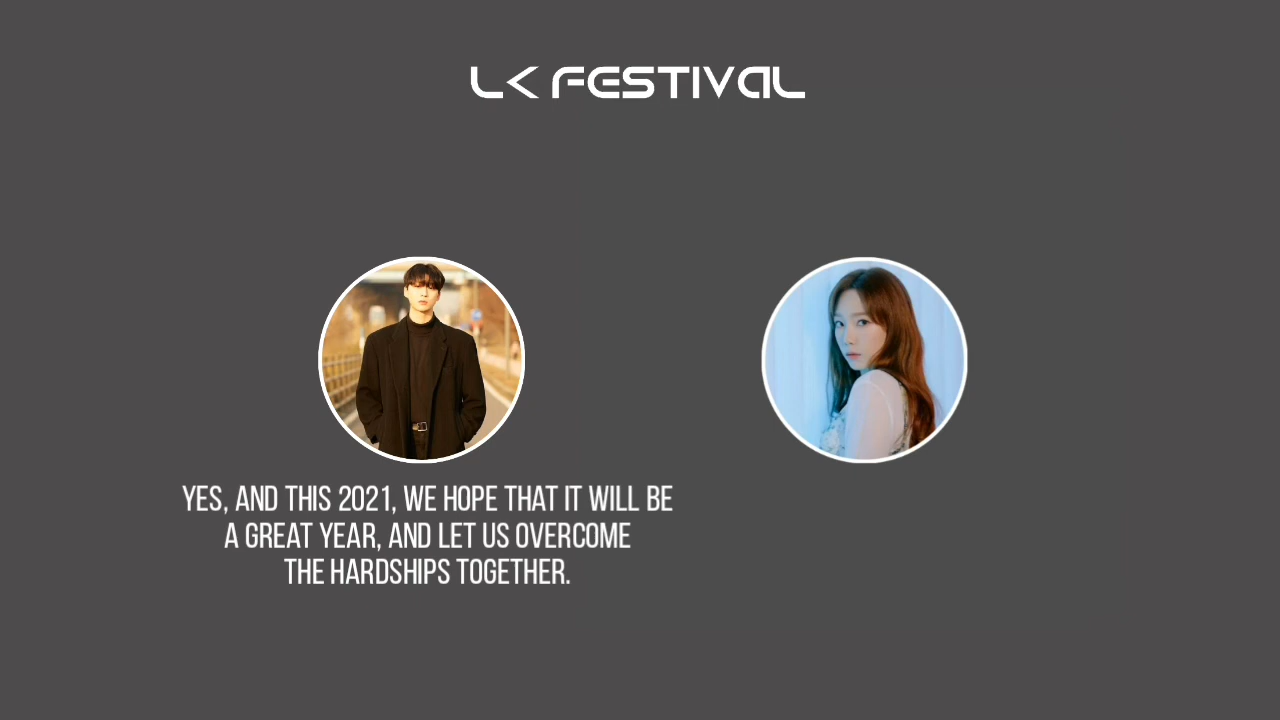 LK FESTIVAL
YES, AND THIS 2021, WE HOPE THAT IT WILL BE
A GREAT YEAR, AND LET US OVERCOME
THE HARDSHIPS TOGETHER.